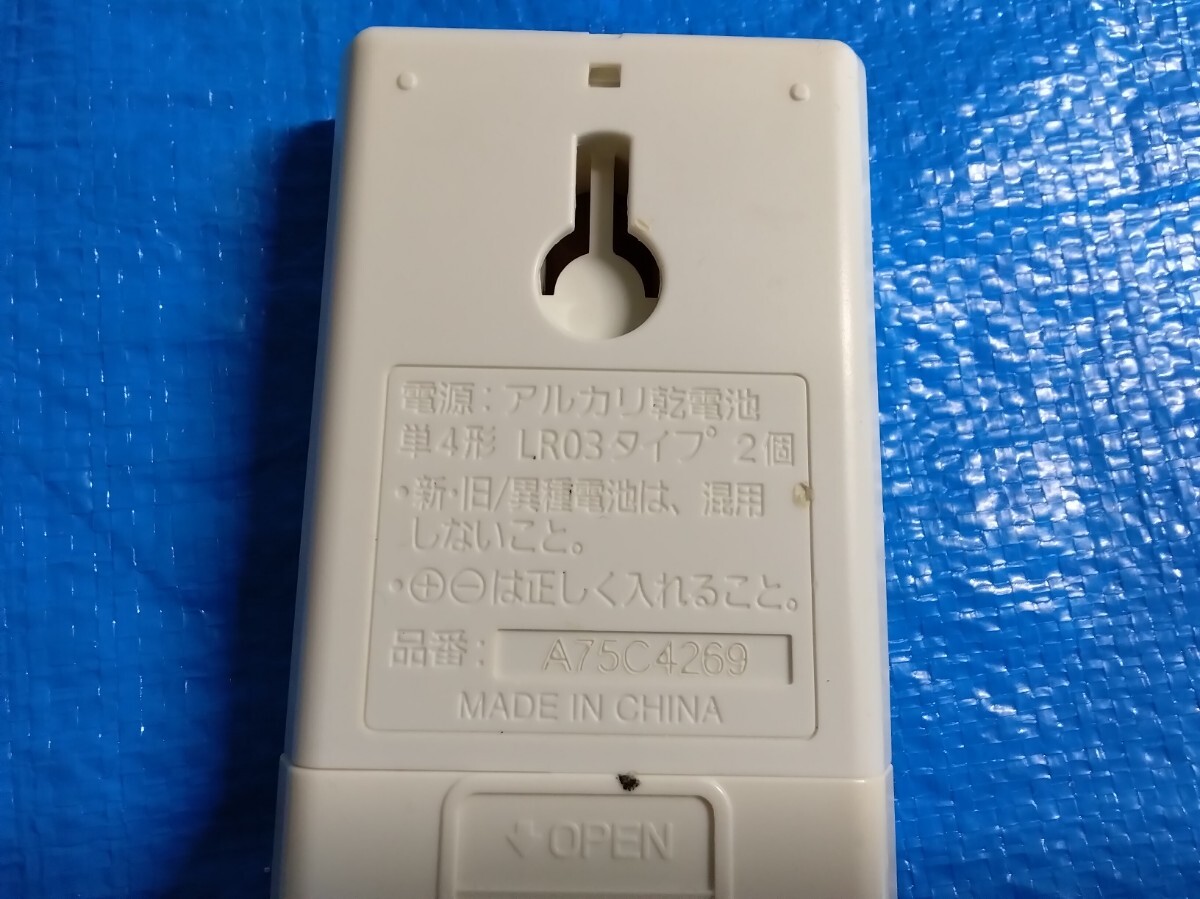 電源：アルカリ乾電池
単4形 LR03タイプ 2個
・新・旧/異種電池は、混用
しないこと。
・⊕⊖は正しく入れること。
品番： A75C4269
MADE IN CHINA
OPEN